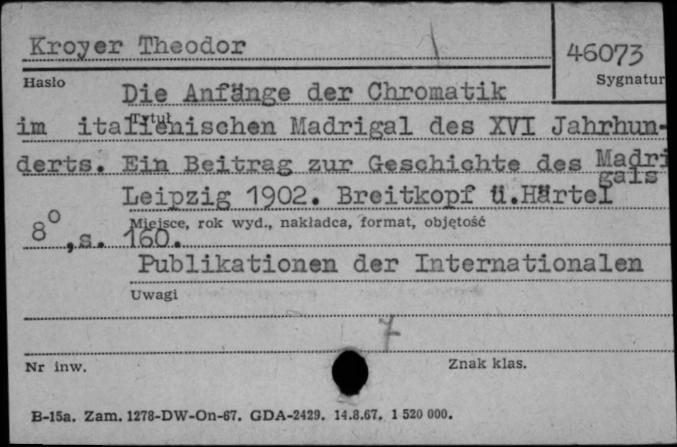 Kroyer Theodor
46073
Hasło
Sygnatur
Die Anfänge der Chromatik
Tytuł
im italienischen Madrigal des XVI Jahrhun-
derts. Ein Beitrag zur Geschichte des Madri
gals
Leipzig 1902. Breitkopf ü.Härtel
Miejsce, rok wyd., nakładca, format, objętość
8°, s. 160.
Publikationen der Internationalen
Uwagi
7
Nr inw.
Znak klas.
B-15a. Zam. 1278-DW-On-67. GDA-2429. 14.8.67. 1 520 000.